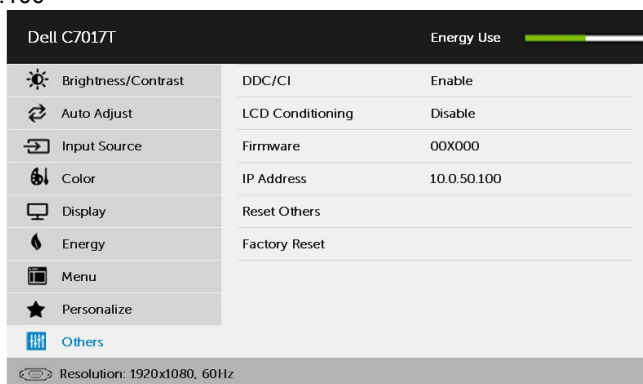 Dell C7017T Energy Use
Brightness/Contrast DDC/CI Enable
Auto Adjust LCD Conditioning Disable
Input Source Firmware 00X000
Color IP Address 10.0.50.100
Display Reset Others
Energy Factory Reset
Menu
Personalize
Others
Resolution: 1920x1080, 60Hz